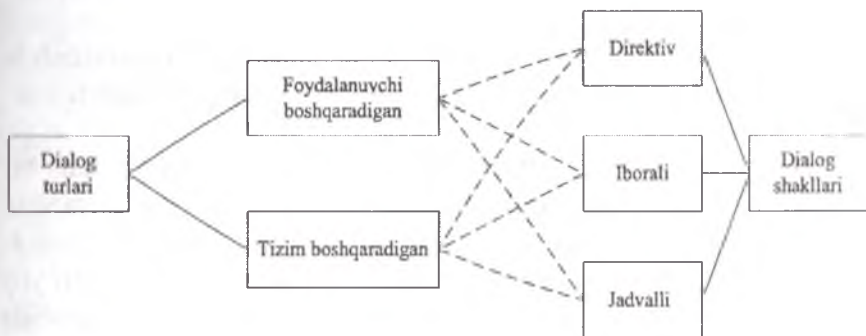 Dialog
turlari
Foydalanuvchi
boshqaradigan
Tizim boshqaradigan
Direktiv
Iborali
Jadvalli
Dialog
shakllari